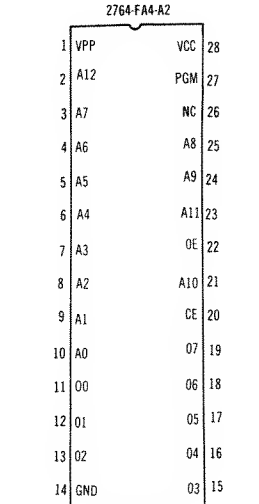 2764-FA4-A2
1 VPP VCC 28
2 A12 PGM 27
3 A7 NC 26
4 A6 A8 25
5 A5 A9 24
6 A4 A11 23
7 A3 OE 22
8 A2 A10 21
9 A1 CE 20
10 A0 07 19
11 00 06 18
12 01 05 17
13 02 04 16
14 GND 03 15